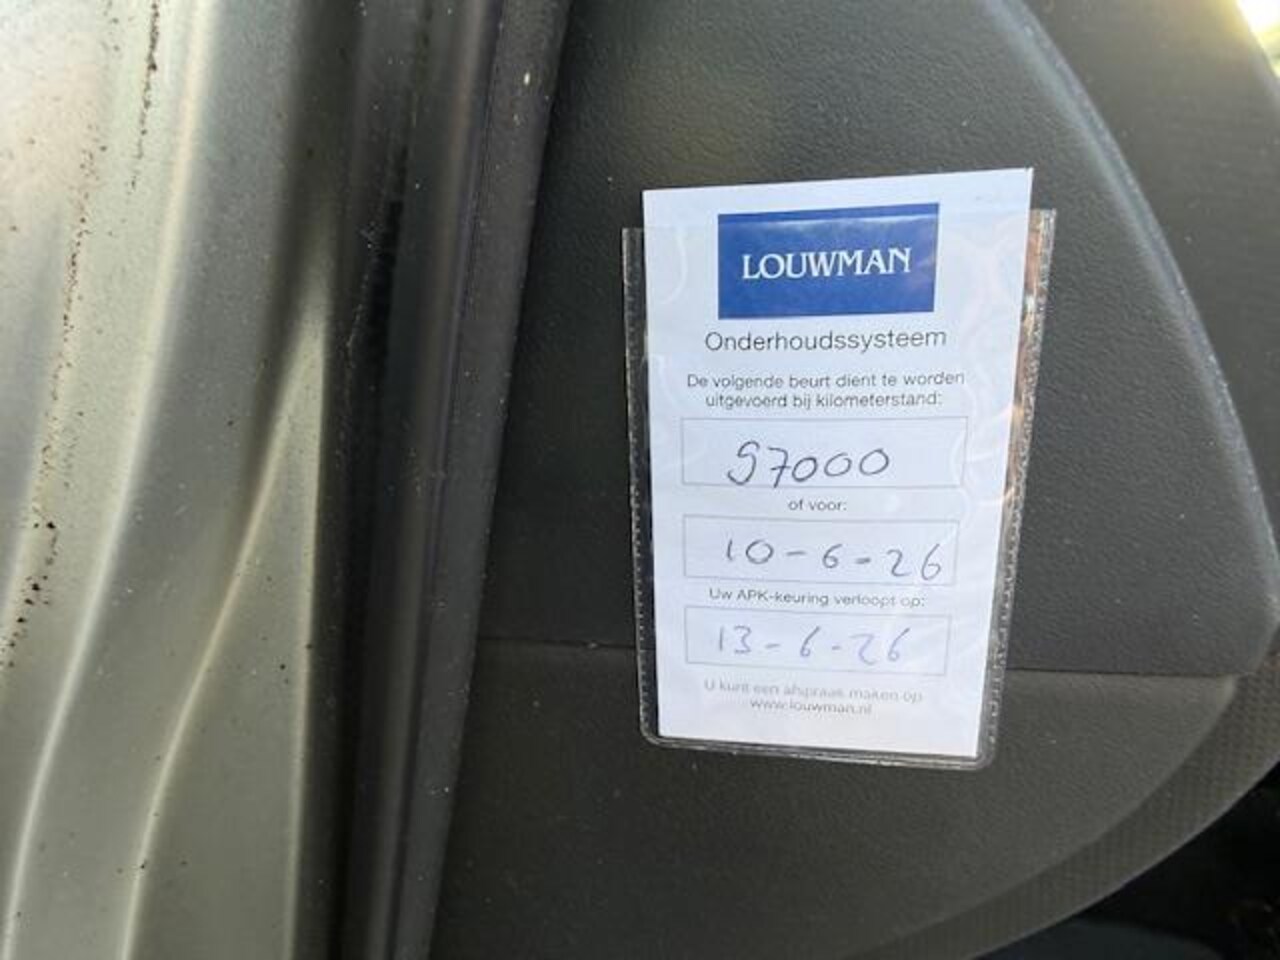 LOUWMAN
Onderhoudssysteem
De volgende beurt dient te worden
uitgevoerd bij kilometerstand:
97000
of voor:
10-6-26
Uw APK-keuring verloopt op:
13-6-26
U kunt een afspraak maken op
www.louwman.nl